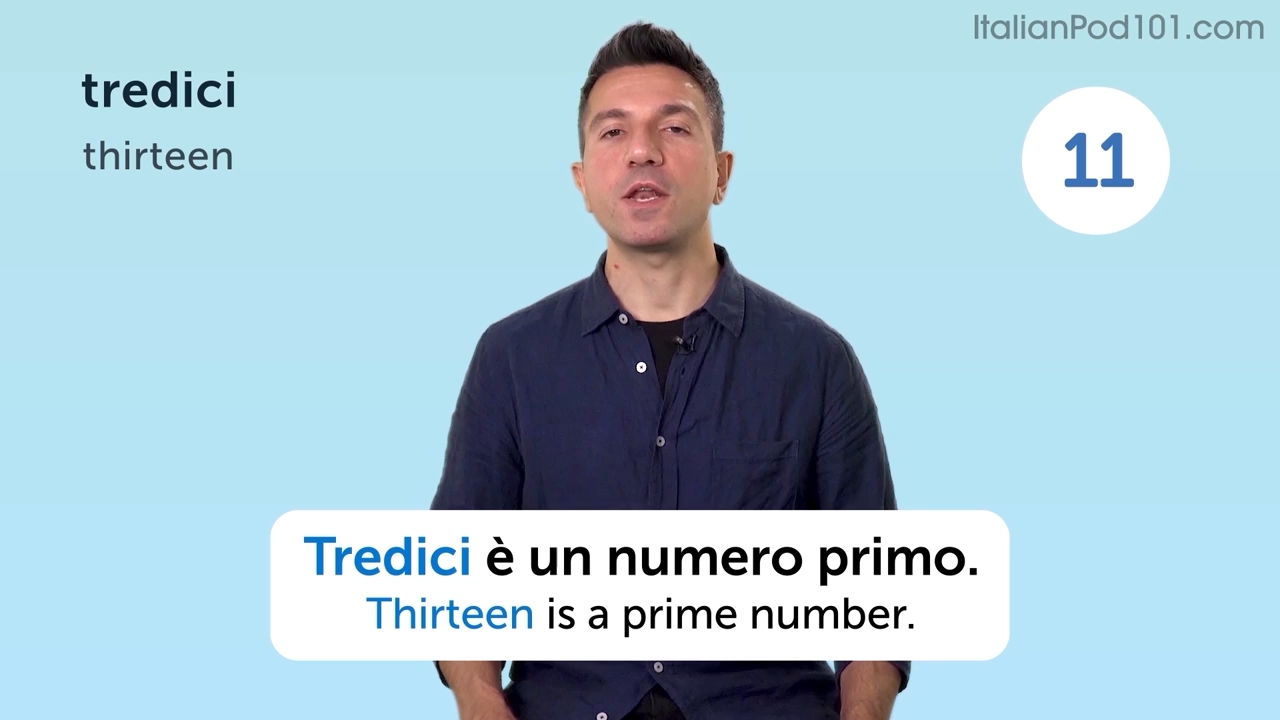 ItalianPod101.com
tredici
thirteen
11
Tredici è un numero primo.
Thirteen is a prime number.